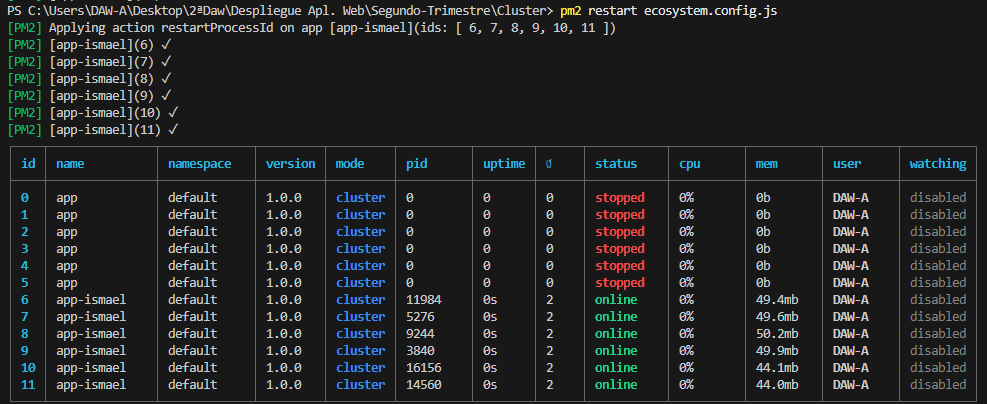 PS C:\Users\DAW-A\Desktop\2ªDaw\Despliegue Apl. Web\Segundo-Trimestre\Cluster> pm2 restart ecosystem.config.js
[PM2] Applying action restartProcessId on app [app-ismael](ids: [ 6, 7, 8, 9, 10, 11 ])
[PM2] [app-ismael](6) ✓
[PM2] [app-ismael](7) ✓
[PM2] [app-ismael](8) ✓
[PM2] [app-ismael](9) ✓
[PM2] [app-ismael](10) ✓
[PM2] [app-ismael](11) ✓
id name namespace version mode pid uptime ↺ status cpu mem user watching
0 app default 1.0.0 cluster 0 0 0 stopped 0% 0b DAW-A disabled
1 app default 1.0.0 cluster 0 0 0 stopped 0% 0b DAW-A disabled
2 app default 1.0.0 cluster 0 0 0 stopped 0% 0b DAW-A disabled
3 app default 1.0.0 cluster 0 0 0 stopped 0% 0b DAW-A disabled
4 app default 1.0.0 cluster 0 0 0 stopped 0% 0b DAW-A disabled
5 app default 1.0.0 cluster 0 0 0 stopped 0% 0b DAW-A disabled
6 app-ismael default 1.0.0 cluster 11984 0s 2 online 0% 49.4mb DAW-A disabled
7 app-ismael default 1.0.0 cluster 5276 0s 2 online 0% 49.6mb DAW-A disabled
8 app-ismael default 1.0.0 cluster 9244 0s 2 online 0% 50.2mb DAW-A disabled
9 app-ismael default 1.0.0 cluster 3840 0s 2 online 0% 49.9mb DAW-A disabled
10 app-ismael default 1.0.0 cluster 16156 0s 2 online 0% 44.1mb DAW-A disabled
11 app-ismael default 1.0.0 cluster 14560 0s 2 online 0% 44.0mb DAW-A disabled